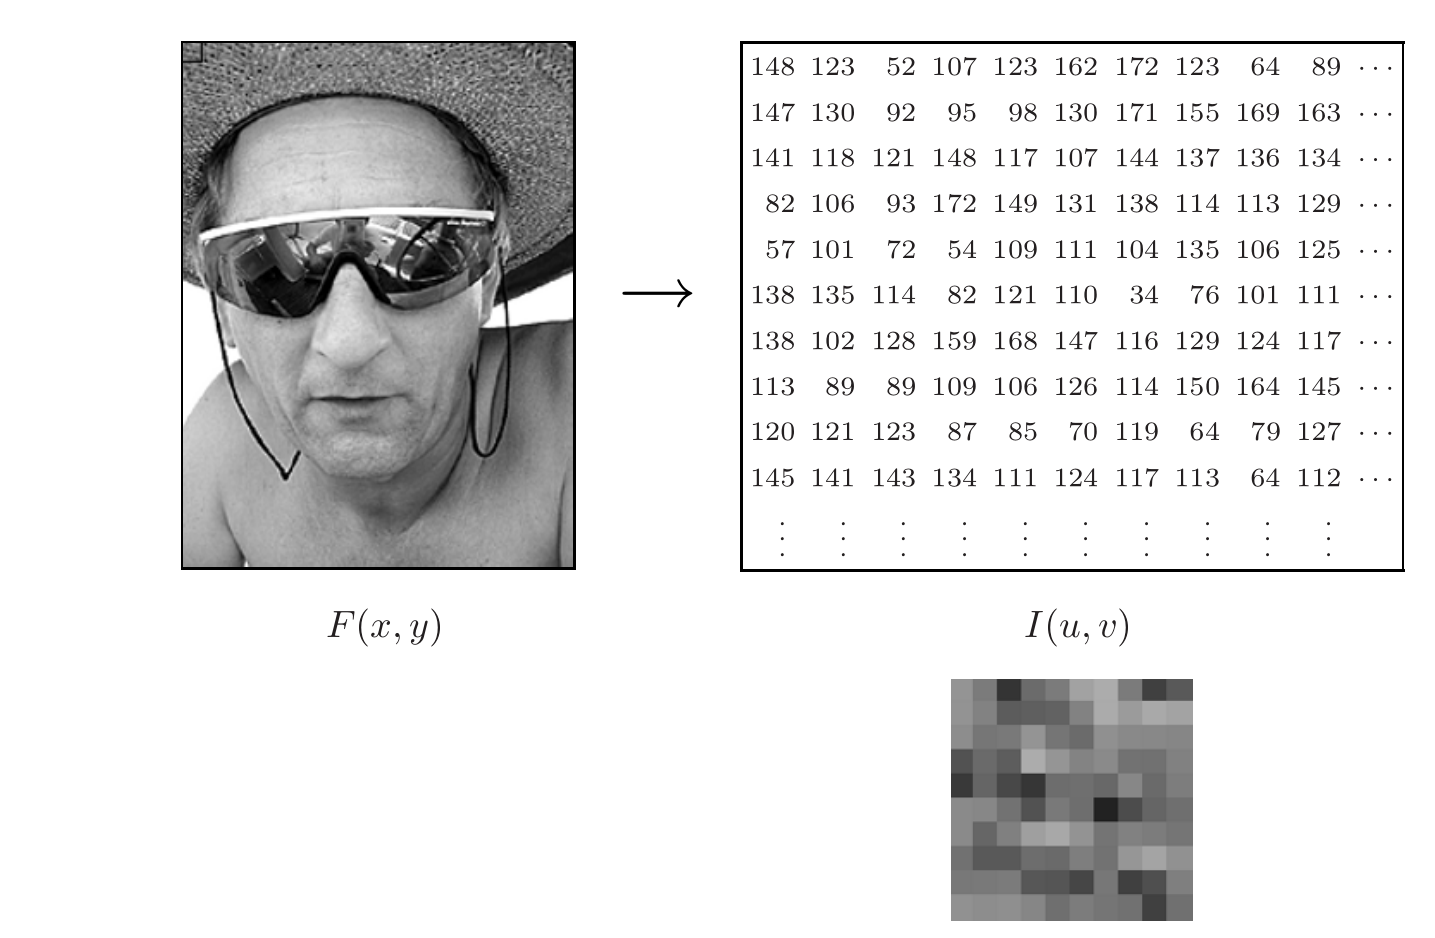 148 123 52 107 123 162 172 123 64 89 ···
147 130 92 95 98 130 171 155 169 163 ···
141 118 121 148 117 107 144 137 136 134 ···
82 106 93 172 149 131 138 114 113 129 ···
57 101 72 54 109 111 104 135 106 125 ···
138 135 114 82 121 110 34 76 101 111 ···
138 102 128 159 168 147 116 129 124 117 ···
113 89 89 109 106 126 114 150 164 145 ···
120 121 123 87 85 70 119 64 79 127 ···
145 141 143 134 111 124 117 113 64 112 ···
⋮ ⋮ ⋮ ⋮ ⋮ ⋮ ⋮ ⋮ ⋮ ⋮
F(x, y)
I(u, v)